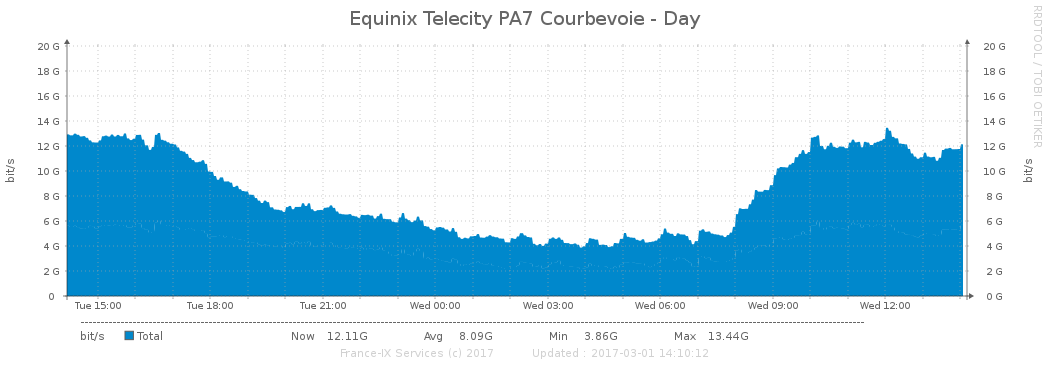 Equinix Telecity PA7 Courbevoie - Day
RRDTOOL / TOBI OETIKER
bit/s
20 G 20 G
18 G 18 G
16 G 16 G
14 G 14 G
12 G 12 G
10 G 10 G
8 G 8 G
6 G 6 G
4 G 4 G
2 G 2 G
0 0 G
bit/s
Tue 15:00 Tue 18:00 Tue 21:00 Wed 00:00 Wed 03:00 Wed 06:00 Wed 09:00 Wed 12:00
bit/s Total Now 12.11G Avg 8.09G Min 3.86G Max 13.44G
France-IX Services (c) 2017 Updated : 2017-03-01 14:10:12